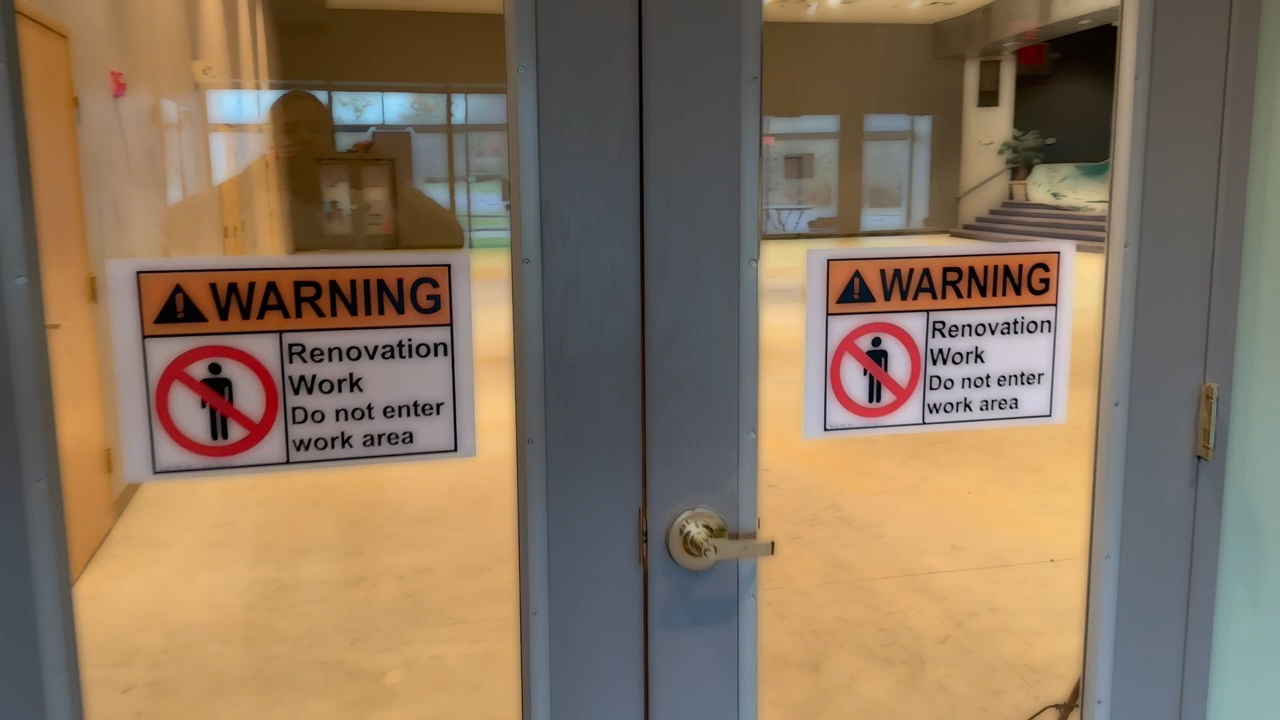 WARNING
Renovation
Work
Do not enter
work area
WARNING
Renovation
Work
Do not enter
work area